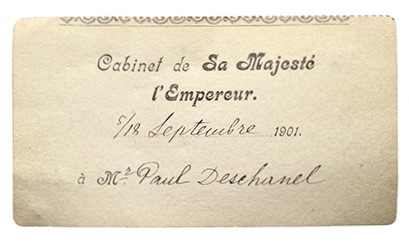 Cabinet de Sa Majesté
l'Empereur.
5/18 Septembre 1901.
à Mr Paul Deschanel